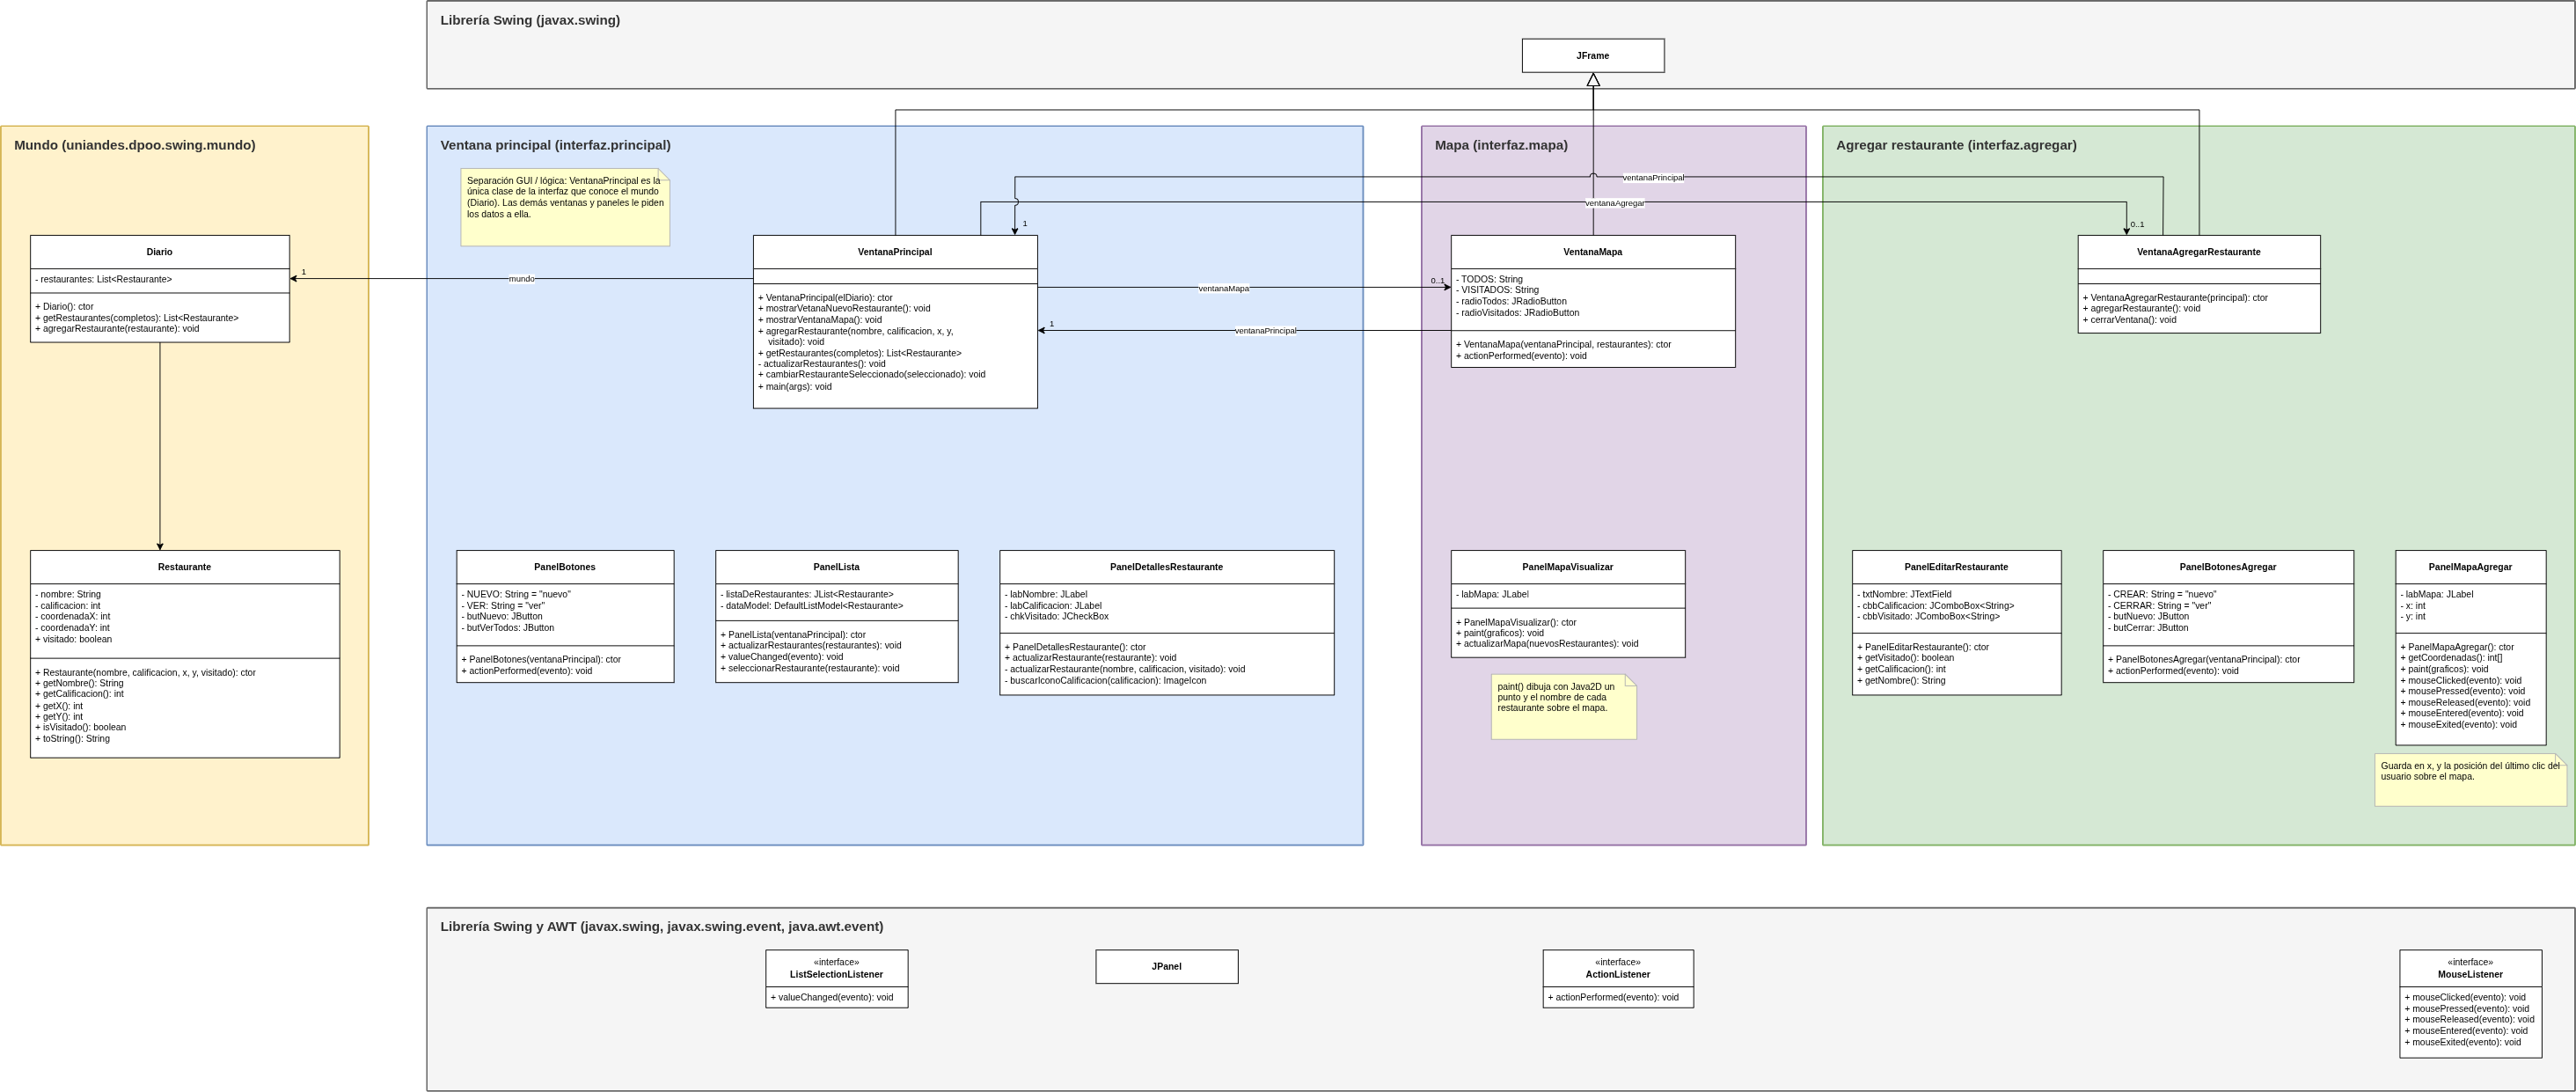 Librería Swing (javax.swing)
JFrame
Mundo (uniandes.dpoo.swing.mundo)
Diario
- restaurantes: List<Restaurante>
+ Diario(): ctor
+ getRestaurantes(completos): List<Restaurante>
+ agregarRestaurante(restaurante): void
1
mundo
Restaurante
- nombre: String
- calificacion: int
- coordenadaX: int
- coordenadaY: int
+ visitado: boolean
+ Restaurante(nombre, calificacion, x, y, visitado): ctor
+ getNombre(): String
+ getCalificacion(): int
+ getX(): int
+ getY(): int
+ isVisitado(): boolean
+ toString(): String
Ventana principal (interfaz.principal)
Separación GUI / lógica: VentanaPrincipal es la
única clase de la interfaz que conoce el mundo
(Diario). Las demás ventanas y paneles le piden
los datos a ella.
VentanaPrincipal
+ VentanaPrincipal(elDiario): ctor
+ mostrarVetanaNuevoRestaurante(): void
+ mostrarVentanaMapa(): void
+ agregarRestaurante(nombre, calificacion, x, y,
visitado): void
+ getRestaurantes(completos): List<Restaurante>
- actualizarRestaurantes(): void
+ cambiarRestauranteSeleccionado(seleccionado): void
+ main(args): void
1
ventanaPrincipal
ventanaAgregar
0..1
ventanaMapa
0..1
1
ventanaPrincipal
PanelBotones
- NUEVO: String = "nuevo"
- VER: String = "ver"
- butNuevo: JButton
- butVerTodos: JButton
+ PanelBotones(ventanaPrincipal): ctor
+ actionPerformed(evento): void
PanelLista
- listaDeRestaurantes: JList<Restaurante>
- dataModel: DefaultListModel<Restaurante>
+ PanelLista(ventanaPrincipal): ctor
+ actualizarRestaurantes(restaurantes): void
+ valueChanged(evento): void
+ seleccionarRestaurante(restaurante): void
PanelDetallesRestaurante
- labNombre: JLabel
- labCalificacion: JLabel
- chkVisitado: JCheckBox
+ PanelDetallesRestaurante(): ctor
+ actualizarRestaurante(restaurante): void
- actualizarRestaurante(nombre, calificacion, visitado): void
- buscarIconoCalificacion(calificacion): ImageIcon
Mapa (interfaz.mapa)
VentanaMapa
- TODOS: String
- VISITADOS: String
- radioTodos: JRadioButton
- radioVisitados: JRadioButton
+ VentanaMapa(ventanaPrincipal, restaurantes): ctor
+ actionPerformed(evento): void
PanelMapaVisualizar
- labMapa: JLabel
+ PanelMapaVisualizar(): ctor
+ paint(graficos): void
+ actualizarMapa(nuevosRestaurantes): void
paint() dibuja con Java2D un
punto y el nombre de cada
restaurante sobre el mapa.
Agregar restaurante (interfaz.agregar)
VentanaAgregarRestaurante
+ VentanaAgregarRestaurante(principal): ctor
+ agregarRestaurante(): void
+ cerrarVentana(): void
PanelEditarRestaurante
- txtNombre: JTextField
- cbbCalificacion: JComboBox<String>
- cbbVisitado: JComboBox<String>
+ PanelEditarRestaurante(): ctor
+ getVisitado(): boolean
+ getCalificacion(): int
+ getNombre(): String
PanelBotonesAgregar
- CREAR: String = "nuevo"
- CERRAR: String = "ver"
- butNuevo: JButton
- butCerrar: JButton
+ PanelBotonesAgregar(ventanaPrincipal): ctor
+ actionPerformed(evento): void
PanelMapaAgregar
- labMapa: JLabel
- x: int
- y: int
+ PanelMapaAgregar(): ctor
+ getCoordenadas(): int[]
+ paint(graficos): void
+ mouseClicked(evento): void
+ mousePressed(evento): void
+ mouseReleased(evento): void
+ mouseEntered(evento): void
+ mouseExited(evento): void
Guarda en x, y la posición del último clic del
usuario sobre el mapa.
Librería Swing y AWT (javax.swing, javax.swing.event, java.awt.event)
«interface»
ListSelectionListener
+ valueChanged(evento): void
JPanel
«interface»
ActionListener
+ actionPerformed(evento): void
«interface»
MouseListener
+ mouseClicked(evento): void
+ mousePressed(evento): void
+ mouseReleased(evento): void
+ mouseEntered(evento): void
+ mouseExited(evento): void